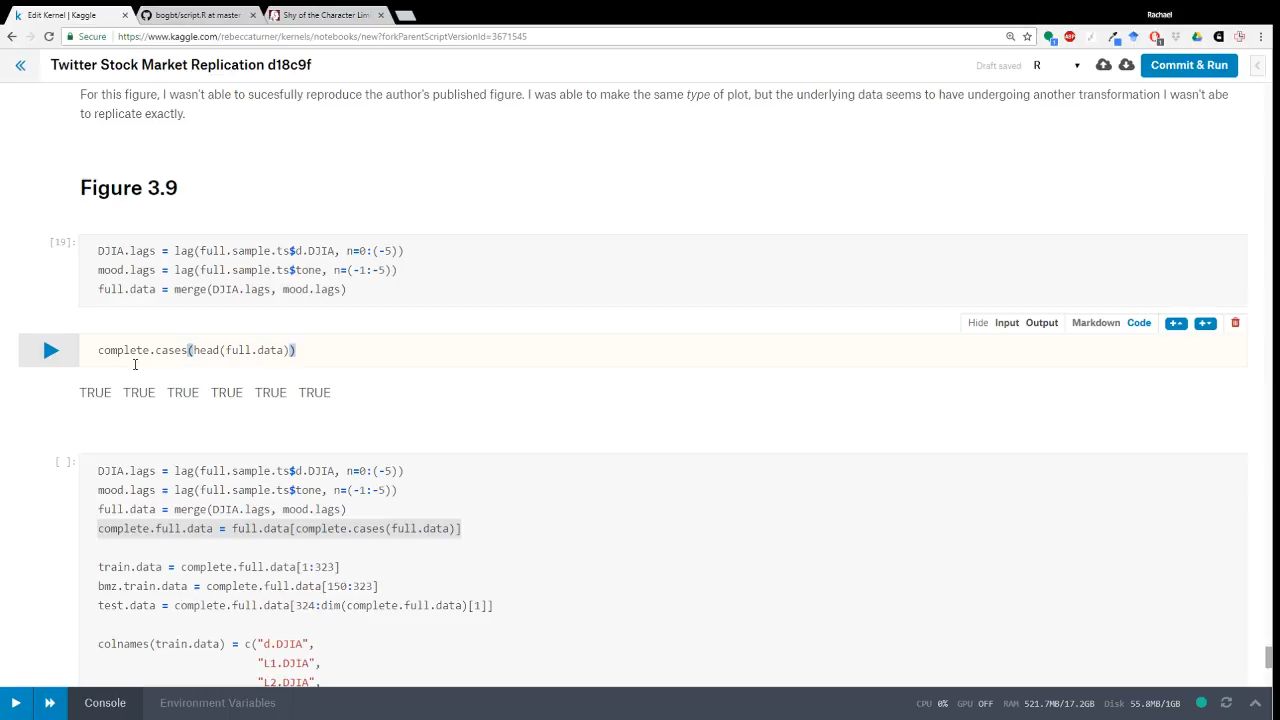 Edit Kernel | Kaggle
bogbt/script.R at master
Shy of the Character Lim
Rachael
Secure
https://www.kaggle.com/rebeccaturner/kernels/notebooks/new?forkParentScriptVersionId=3671545
Twitter Stock Market Replication d18c9f
Draft saved
R
Commit & Run
For this figure, I wasn't able to sucesfully reproduce the author's published figure. I was able to make the same type of plot, but the underlying data seems to have undergoing another transformation I wasn't abe
to replicate exactly.
Figure 3.9
[19]:
DJIA.lags = lag(full.sample.ts$d.DJIA, n=0:(-5))
mood.lags = lag(full.sample.ts$tone, n=(-1:-5))
full.data = merge(DJIA.lags, mood.lags)
Hide Input Output Markdown Code
complete.cases(head(full.data))
TRUE TRUE TRUE TRUE TRUE TRUE
[ ]:
DJIA.lags = lag(full.sample.ts$d.DJIA, n=0:(-5))
mood.lags = lag(full.sample.ts$tone, n=(-1:-5))
full.data = merge(DJIA.lags, mood.lags)
complete.full.data = full.data[complete.cases(full.data)]
train.data = complete.full.data[1:323]
bmz.train.data = complete.full.data[150:323]
test.data = complete.full.data[324:dim(complete.full.data)[1]]
colnames(train.data) = c("d.DJIA",
"L1.DJIA",
"L2.DJIA",
Console
Environment Variables
CPU 0% GPU OFF RAM 521.7MB/17.2GB Disk 55.8MB/1GB